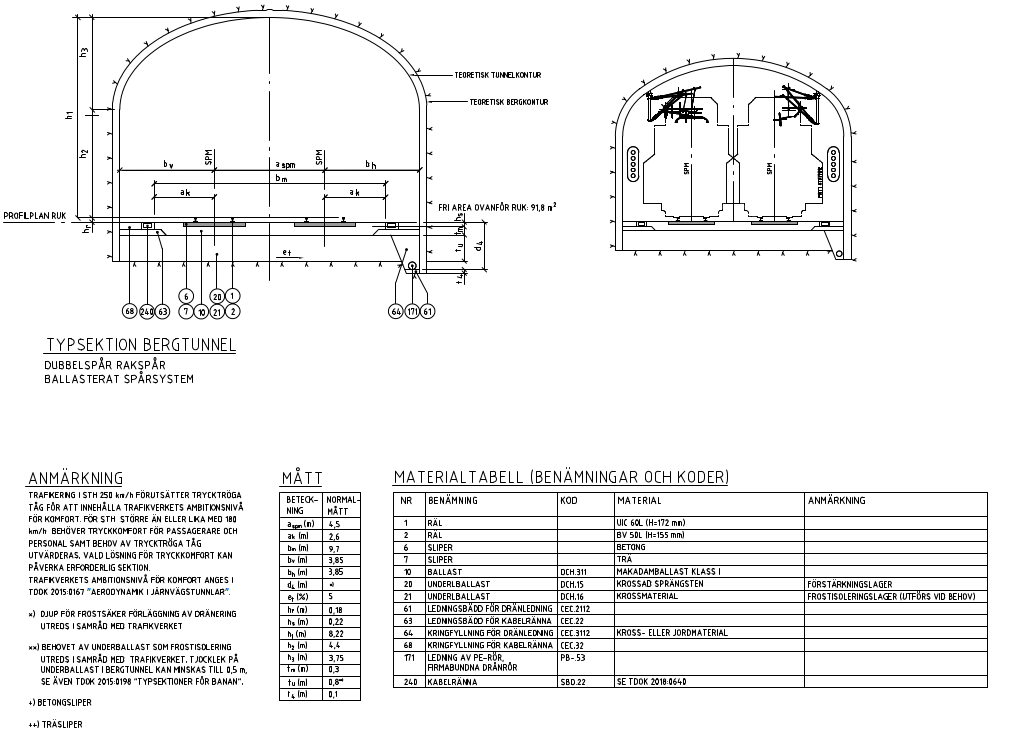 h3
h1
h2
hr
TEORETISK TUNNELKONTUR
TEORETISK BERGKONTUR
SPM SPM
bv aspm bh
bm
ak ak
PROFILPLAN RUK
FRI AREA OVANFÖR RUK: 91,8 m²
hs
tm
tu
d4
t4
et
6 20 1
68 240 63 7 10 21 2 64 171 61
SPM SPM
TYPSEKTION BERGTUNNEL
DUBBELSPÅR RAKSPÅR
BALLASTERAT SPÅRSYSTEM
ANMÄRKNING
TRAFIKERING I STH 250 km/h FÖRUTSÄTTER TRYCKTRÖGA
TÅG FÖR ATT INNEHÅLLA TRAFIKVERKETS AMBITIONSNIVÅ
FÖR KOMFORT. FÖR STH STÖRRE ÄN ELLER LIKA MED 180
km/h BEHÖVER TRYCKKOMFORT FÖR PASSAGERARE OCH
PERSONAL SAMT BEHOV AV TRYCKTRÖGA TÅG
UTVÄRDERAS. VALD LÖSNING FÖR TRYCKKOMFORT KAN
PÅVERKA ERFORDERLIG SEKTION.
TRAFIKVERKETS AMBITIONSNIVÅ FÖR KOMFORT ANGES I
TDOK 2015:0167 "AERODYNAMIK I JÄRNVÄGSTUNNLAR".
×) DJUP FÖR FROSTSÄKER FÖRLÄGGNING AV DRÄNERING
UTREDS I SAMRÅD MED TRAFIKVERKET
××) BEHOVET AV UNDERBALLAST SOM FROSTISOLERING
UTREDS I SAMRÅD MED TRAFIKVERKET. TJOCKLEK PÅ
UNDERBALLAST I BERGTUNNEL KAN MINSKAS TILL 0,5 m,
SE ÄVEN TDOK 2015:0198 "TYPSEKTIONER FÖR BANAN".
+) BETONGSLIPER
++) TRÄSLIPER
MÅTT
BETECK-NING NORMAL-MÅTT
aspm (m) 4,5
ak (m) 2,6
bm (m) 9,7
bv (m) 3,85
bh (m) 3,85
d4 (m)
et (%) 5
hr (m) 0,18
hs (m) 0,22
h1 (m) 8,22
h2 (m) 4,4
h3 (m) 3,75
tm (m) 0,3
tu (m) 0,8
t4 (m) 0,1
MATERIALTABELL (BENÄMNINGAR OCH KODER)
NR BENÄMNING KOD MATERIAL ANMÄRKNING
1 RÄL UIC 60L (H=172 mm)
2 RÄL BV 50L (H=155 mm)
6 SLIPER BETONG
7 SLIPER TRÄ
10 BALLAST DCH.311 MAKADAMBALLAST KLASS I
20 UNDERLBALLAST DCH.15 KROSSAD SPRÄNGSTEN FÖRSTÄRKNINGSLAGER
21 UNDERLBALLAST DCH.16 KROSSMATERIAL FROSTISOLERINGSLAGER (UTFÖRS VID BEHOV)
61 LEDNINGSBÄDD FÖR DRÄNLEDNING CEC.2112
63 LEDNINGSBÄDD FÖR KABELRÄNNA CEC.22
64 KRINGFYLLNING FÖR DRÄNLEDNING CEC.3112 KROSS- ELLER JORDMATERIAL
68 KRINGFYLLNING FÖR KABELRÄNNA CEC.32
171 LEDNING AV PE-RÖR, PB-.53
FIRMABUNDNA DRÄNRÖR
240 KABELRÄNNA SBD.22 SE TDOK 2018:0640